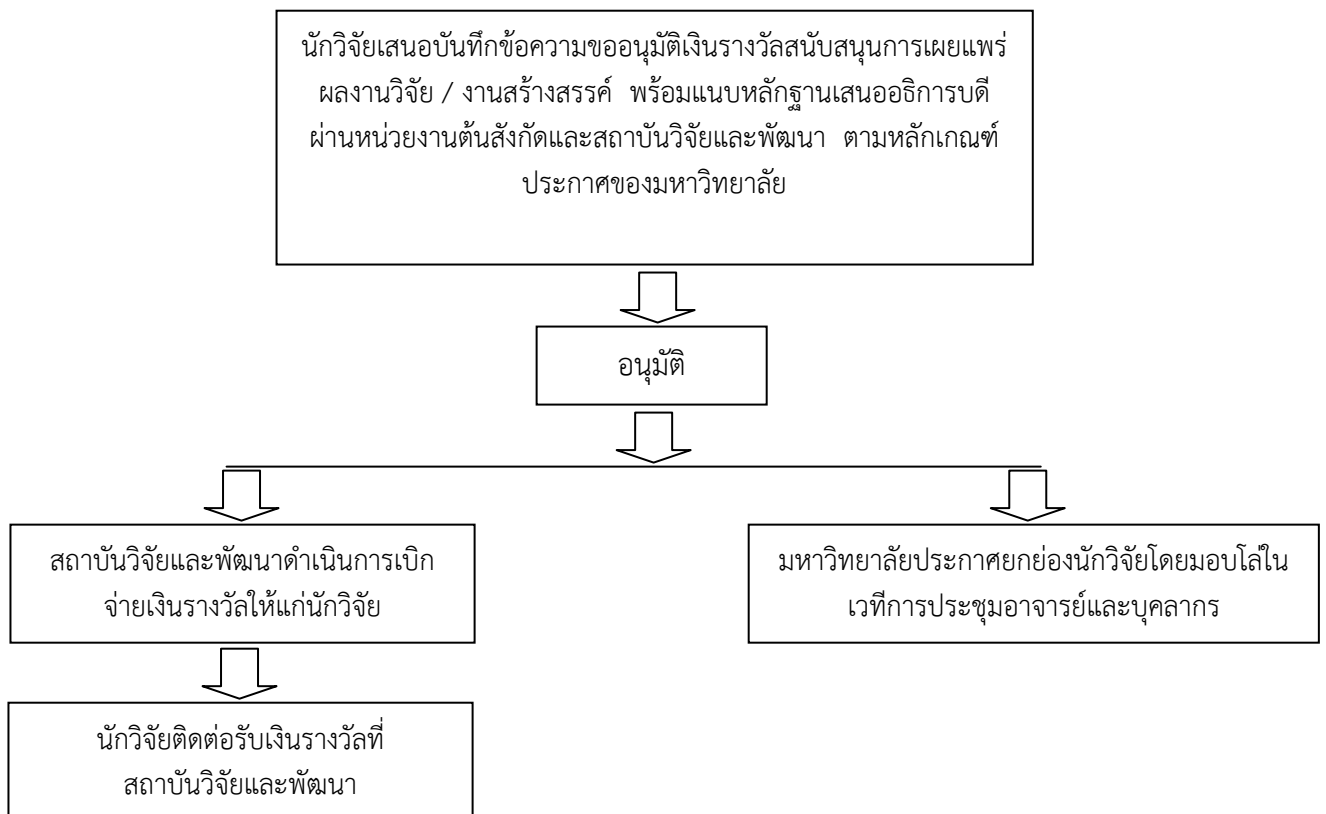 นักวิจัยเสนอบันทึกข้อความขออนุมัติเงินรางวัลสนับสนุนการเผยแพร่
ผลงานวิจัย / งานสร้างสรรค์ พร้อมแนบหลักฐานเสนออธิการบดี
ผ่านหน่วยงานต้นสังกัดและสถาบันวิจัยและพัฒนา ตามหลักเกณฑ์
ประกาศของมหาวิทยาลัย
อนุมัติ
สถาบันวิจัยและพัฒนาดำเนินการเบิก
จ่ายเงินรางวัลให้แก่นักวิจัย
มหาวิทยาลัยประกาศยกย่องนักวิจัยโดยมอบโล่ใน
เวทีการประชุมอาจารย์และบุคลากร
นักวิจัยติดต่อรับเงินรางวัลที่
สถาบันวิจัยและพัฒนา